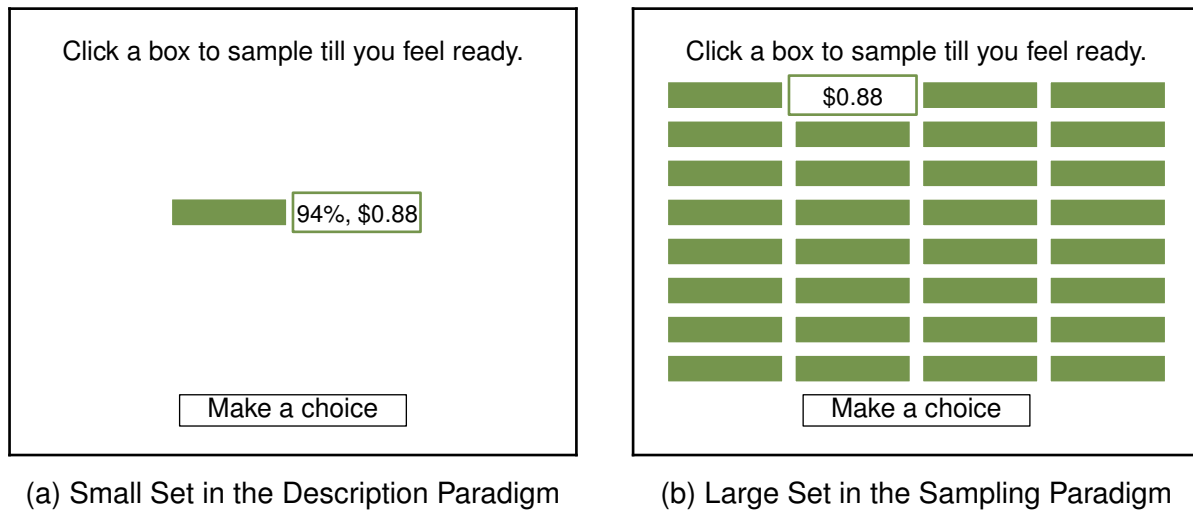 Click a box to sample till you feel ready.
94%, $0.88
Make a choice
(a) Small Set in the Description Paradigm
Click a box to sample till you feel ready.
$0.88
Make a choice
(b) Large Set in the Sampling Paradigm